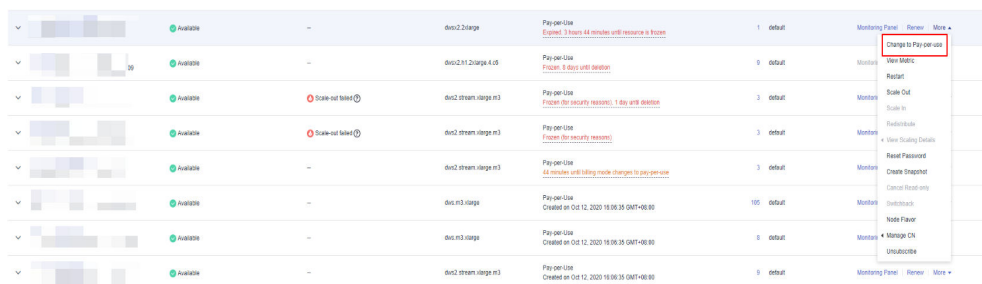 Available
–
dwsx2.2xlarge
Pay-per-Use
Expired. 3 hours 44 minutes until resource is frozen
1
default
Monitoring Panel
Renew
More
Change to Pay-per-use
View Metric
Restart
Scale Out
Scale In
Redistribute
View Scaling Details
Reset Password
Create Snapshot
Cancel Read-only
Switchback
Node Flavor
Manage CN
Unsubscribe
Available
–
dwsx2.h1.2xlarge.4.c6
Pay-per-Use
Frozen, 8 days until deletion
default
Available
Scale-out failed
dws2.stream.xlarge.m3
Pay-per-Use
Frozen (for security reasons), 1 day until deletion
3
default
Available
Scale-out failed
dws2.stream.xlarge.m3
Pay-per-Use
Frozen (for security reasons)
3
default
Available
–
dws2.stream.xlarge.m3
Pay-per-Use
44 minutes until billing mode changes to pay-per-use
3
default
Available
–
dws.m3.xlarge
Pay-per-Use
Created on Oct 12, 2020 16:06:35 GMT+08:00
195
default
Available
–
dws.m3.xlarge
Pay-per-Use
Created on Oct 12, 2020 16:06:35 GMT+08:00
default
Available
–
dws2.stream.xlarge.m3
Pay-per-Use
Created on Oct 12, 2020 16:06:35 GMT+08:00
9
default
Monitoring Panel
Renew
More